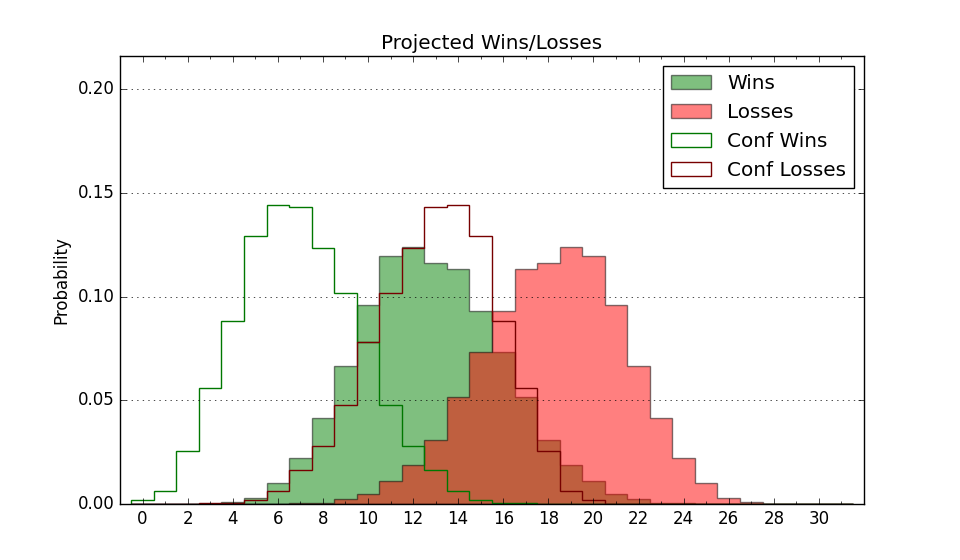 Projected Wins/Losses
Wins
Losses
Conf Wins
Conf Losses
Probability
0.20
0.15
0.10
0.05
0.00
0 2 4 6 8 10 12 14 16 18 20 22 24 26 28 30